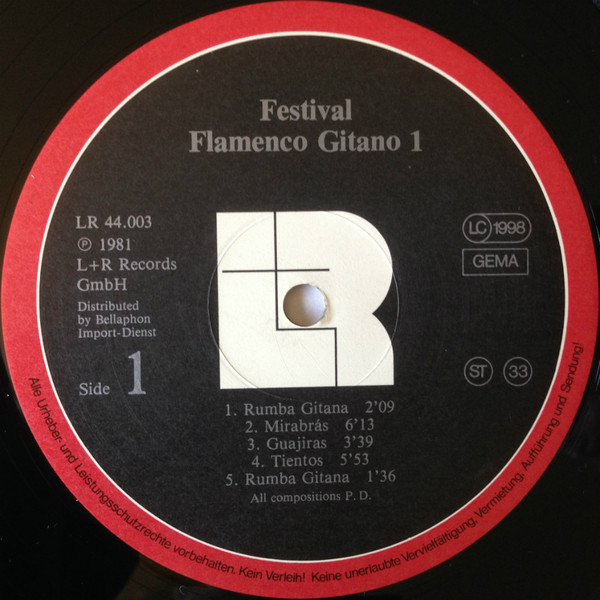 Festival
Flamenco Gitano 1
LR 44.003
℗ 1981
L+R Records
GmbH
Distributed
by Bellaphon
Import-Dienst
Side 1
LC 1998
GEMA
ST 33
1. Rumba Gitana 2'09
2. Mirabrás 6'13
3. Guajiras 3'39
4. Tientos 5'53
5. Rumba Gitana 1'36
All compositions P. D.
Alle Urheber- und Leistungsschutzrechte vorbehalten. Kein Verleih! Keine unerlaubte Vervielfältigung, Vermietung, Aufführung und Sendung!